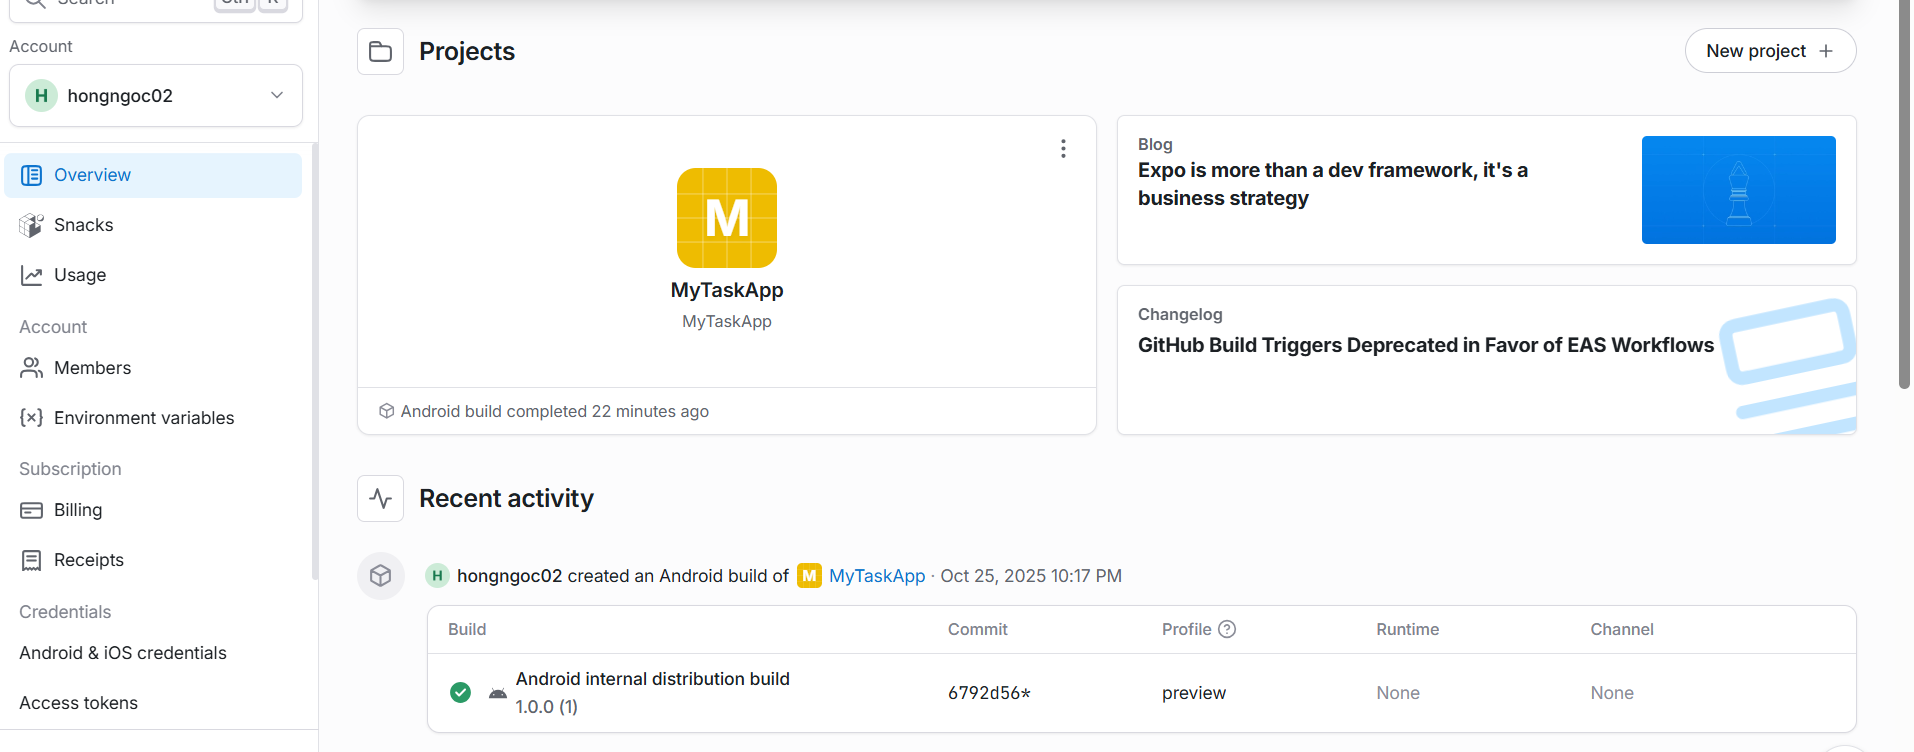 Search Ctrl K
Account
H hongngoc02
Overview
Snacks
Usage
Account
Members
Environment variables
Subscription
Billing
Receipts
Credentials
Android & iOS credentials
Access tokens
Projects
New project
M
MyTaskApp
MyTaskApp
Android build completed 22 minutes ago
Blog
Expo is more than a dev framework, it's a
business strategy
Changelog
GitHub Build Triggers Deprecated in Favor of EAS Workflows
Recent activity
H hongngoc02 created an Android build of M MyTaskApp · Oct 25, 2025 10:17 PM
Build Commit Profile Runtime Channel
Android internal distribution build
1.0.0 (1)
6792d56* preview None None